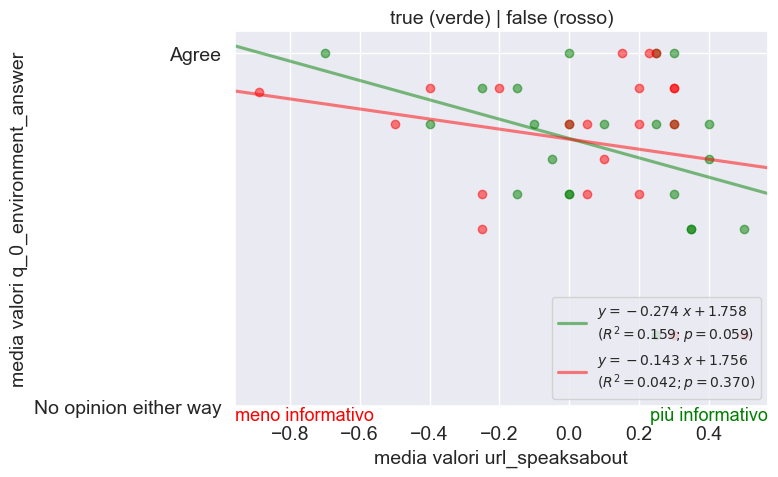 true (verde) | false (rosso)
Agree
media valori q_0_environment_answer
y = −0.274 x + 1.758
(R² = 0.159; p = 0.059)
y = −0.143 x + 1.756
(R² = 0.042; p = 0.370)
No opinion either way
meno informativo
più informativo
−0.8 −0.6 −0.4 −0.2 0.0 0.2 0.4
media valori url_speaksabout